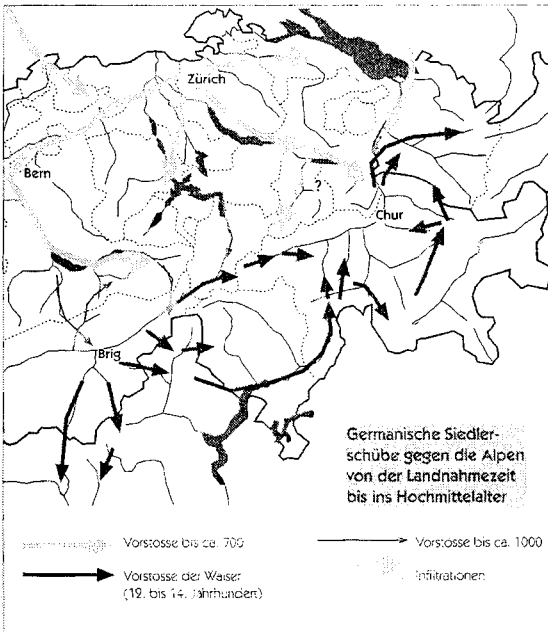 Zürich
Bern
?
Chur
Brig
Germanische Siedler-
schübe gegen die Alpen
von der Landnahmezeit
bis ins Hochmittelalter
Vorstosse bis ca. 700
Vorstosse bis ca. 1000
Vorstosse der Walser
(12. bis 14. Jahrhundert)
Infiltrationen